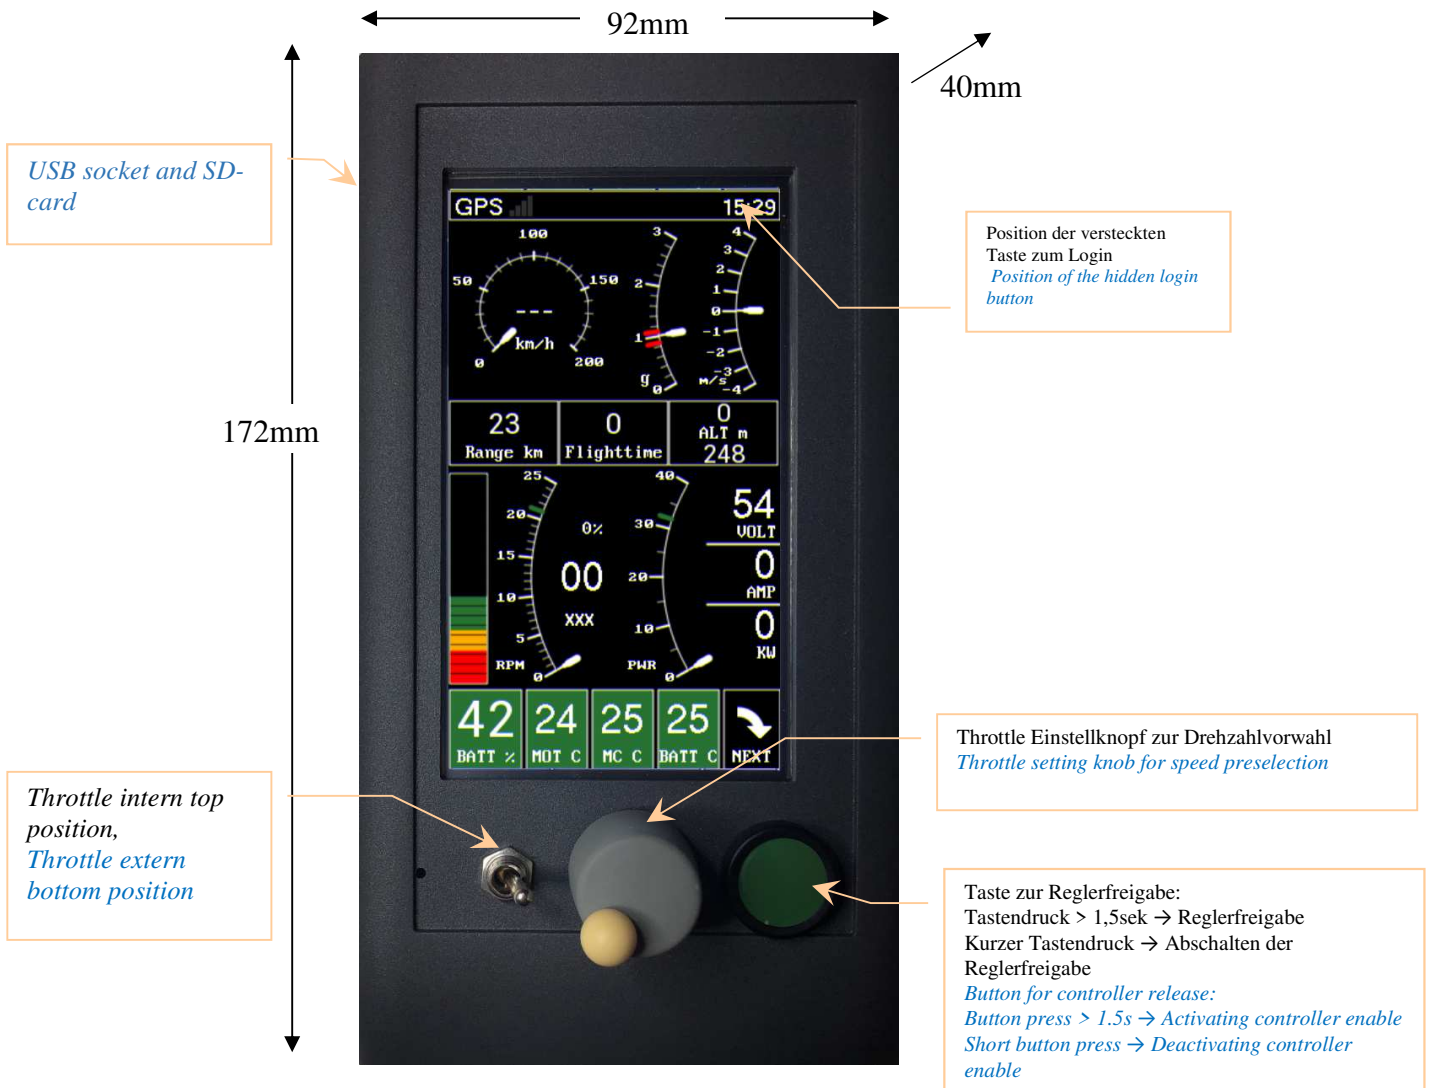 92mm
40mm
172mm
USB socket and SD-
card
GPS 15:29
100
50
150
---
km/h
0
200
3
2
1
g
0
4
3
2
1
0
-1
-2
-3
m/s
-4
23
Range km
0
Flighttime
0
ALT m
248
25
20
15
10
5
RPM
0
0%
00
XXX
40
30
20
10
PWR
0
54
VOLT
0
AMP
0
KW
42
BATT %
24
MOT C
25
MC C
25
BATT C
NEXT
Position der versteckten
Taste zum Login
Position of the hidden login
button
Throttle Einstellknopf zur Drehzahlvorwahl
Throttle setting knob for speed preselection
Throttle intern top
position,
Throttle extern
bottom position
Taste zur Reglerfreigabe:
Tastendruck > 1,5sek → Reglerfreigabe
Kurzer Tastendruck → Abschalten der
Reglerfreigabe
Button for controller release:
Button press > 1.5s → Activating controller enable
Short button press → Deactivating controller
enable